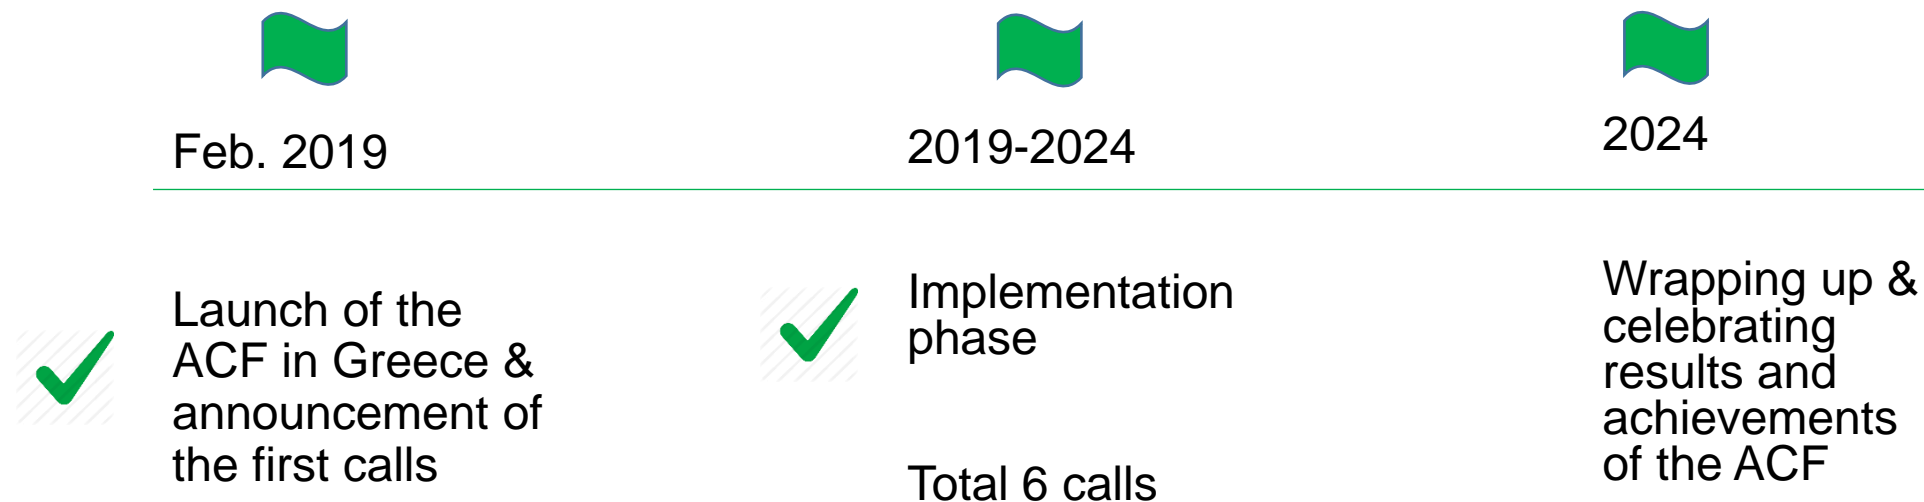 Feb. 2019
2019-2024
2024
Launch of the
ACF in Greece &
announcement of
the first calls
Implementation
phase
Total 6 calls
Wrapping up &
celebrating
results and
achievements
of the ACF